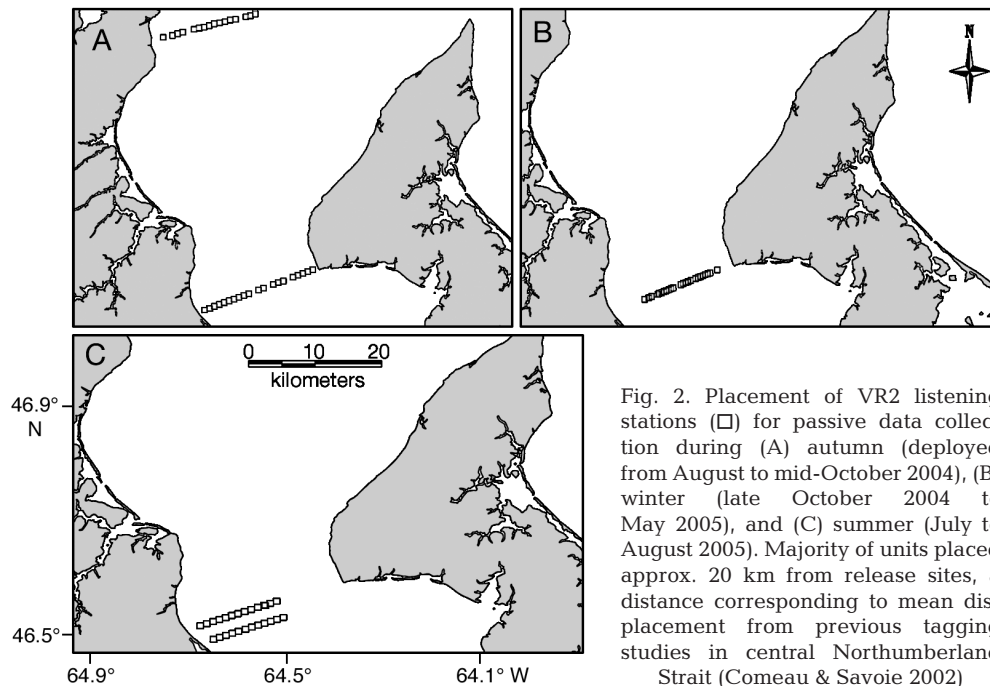 A
B
N
C
0 10 20
kilometers
46.9°
N
46.5°
64.9° 64.5° 64.1° W
Fig. 2. Placement of VR2 listening
stations (□) for passive data collec
tion during (A) autumn (deployed
from August to mid-October 2004), (B
winter (late October 2004 t
May 2005), and (C) summer (July t
August 2005). Majority of units placed
approx. 20 km from release sites,
distance corresponding to mean dis
placement from previous tagging
studies in central Northumberland
Strait (Comeau & Savoie 2002)